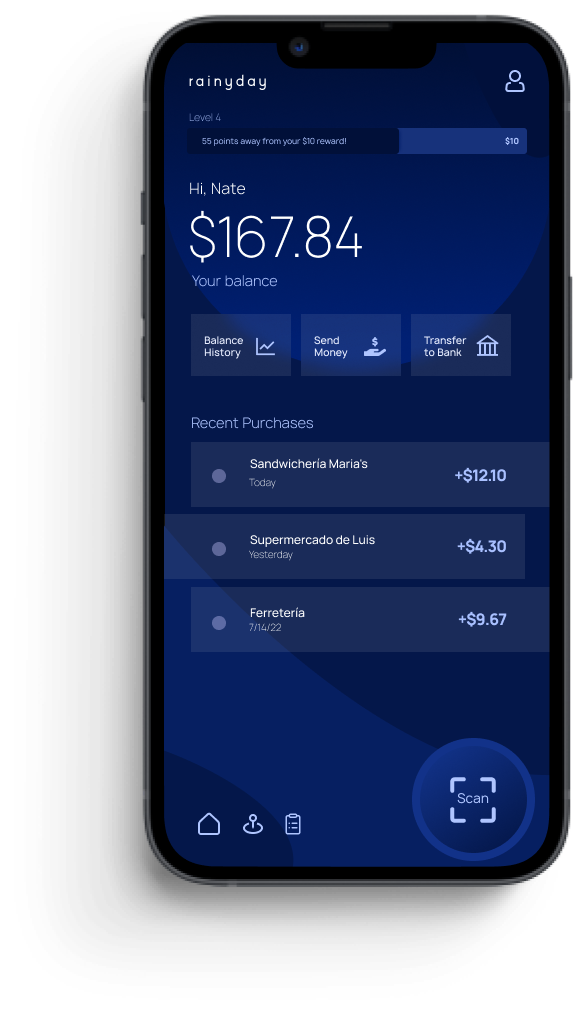 rainyday
Level 4
55 points away from your $10 reward!
$10
Hi, Nate
$167.84
Your balance
Balance
History
Send
Money
$
Transfer
to Bank
Recent Purchases
Sandwichería Maria's
Today
+$12.10
Supermercado de Luis
Yesterday
+$4.30
Ferretería
7/14/22
+$9.67
Scan